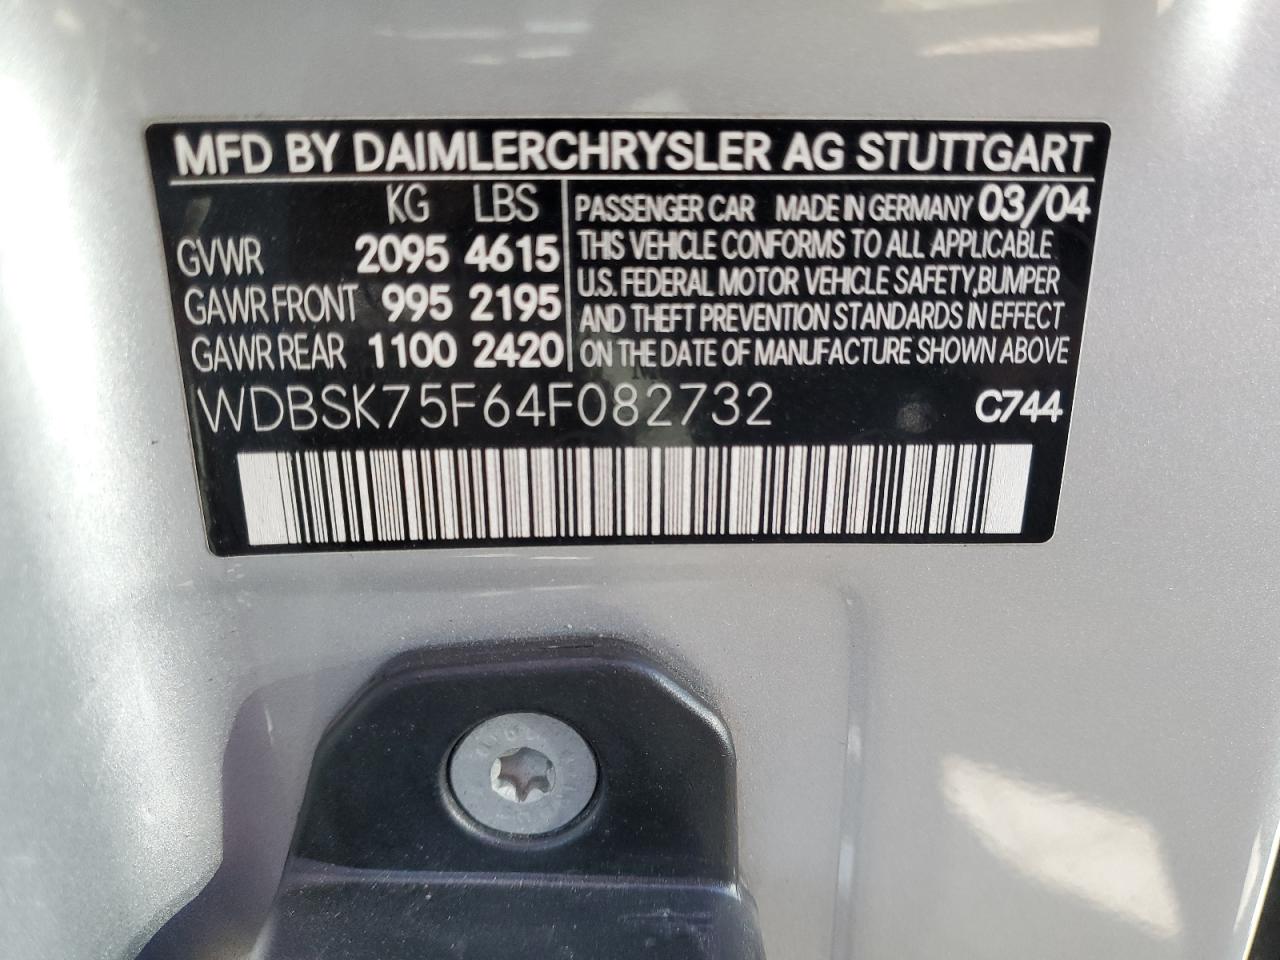 MFD BY DAIMLERCHRYSLER AG STUTTGART
KG LBS
GVWR 2095 4615
GAWR FRONT 995 2195
GAWR REAR 1100 2420
PASSENGER CAR MADE IN GERMANY 03/04
THIS VEHICLE CONFORMS TO ALL APPLICABLE
U.S. FEDERAL MOTOR VEHICLE SAFETY, BUMPER
AND THEFT PREVENTION STANDARDS IN EFFECT
ON THE DATE OF MANUFACTURE SHOWN ABOVE
WDBSK75F64F082732 C744